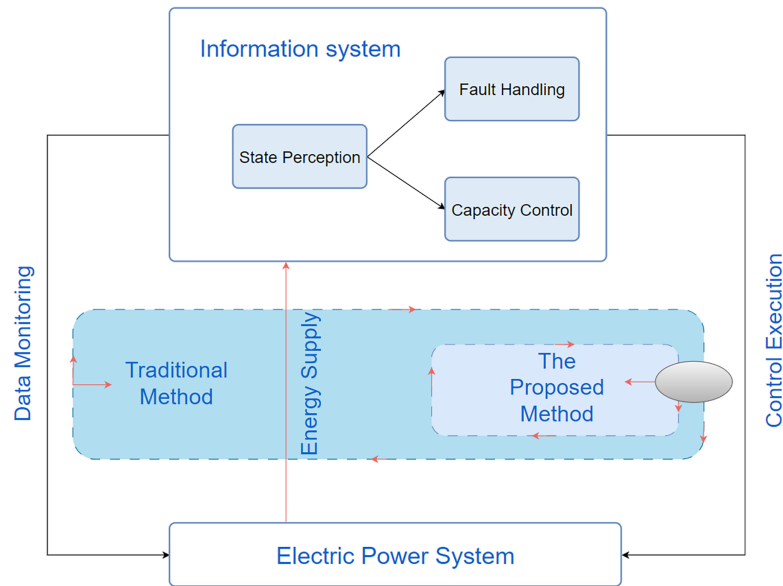 Information system
Fault Handling
State Perception
Capacity Control
Data Monitoring
Control Execution
Energy Supply
Traditional
Method
The
Proposed
Method
Electric Power System